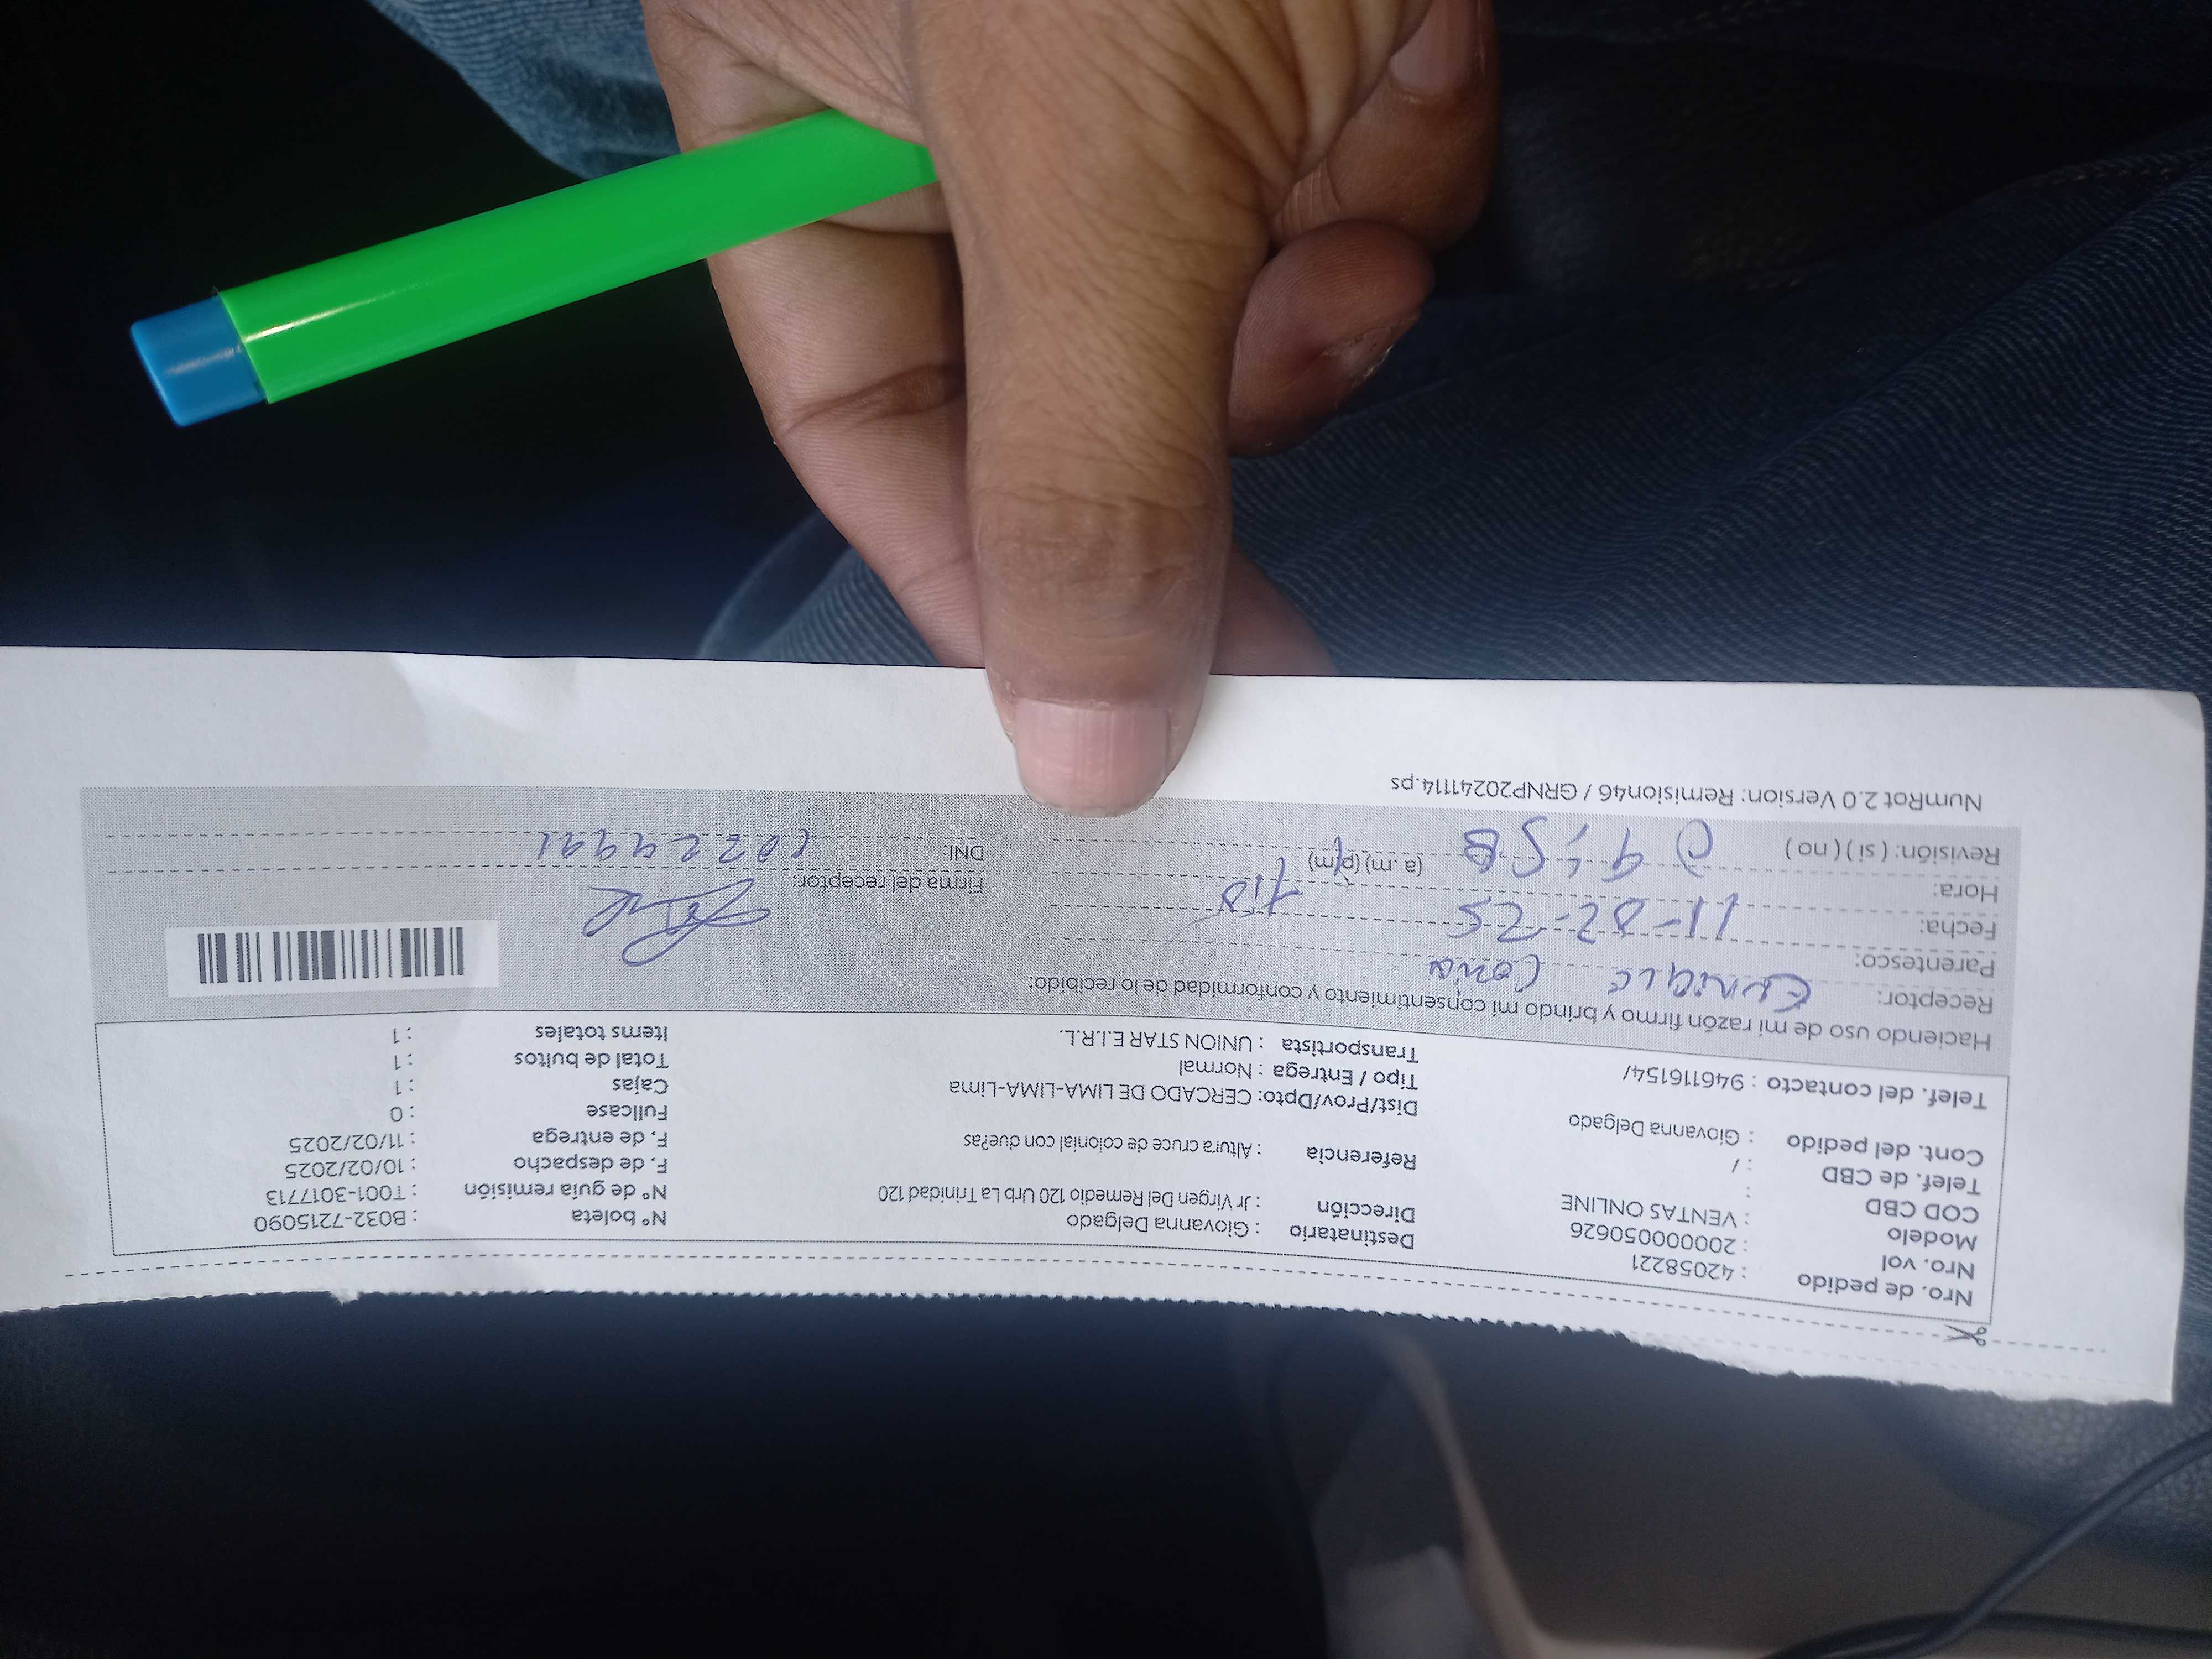 Nro. de pedido : 42058221
Nro. vol : 20000050626
Modelo : VENTAS ONLINE
COD CBD :
Telef. de CBD : /
Cont. del pedido : Giovanna Delgado
Telef. del contacto : 946116154/
Destinatario : Giovanna Delgado
Dirección : Jr Virgen Del Remedio 120 Urb La Trinidad 120
Referencia : Altura cruce de colonial con due?as
Dist/Prov/Dpto: CERCADO DE LIMA-LIMA-Lima
Tipo / Entrega : Normal
Transportista : UNION STAR E.I.R.L.
N° boleta : B032-7215090
N° de guía remisión : T001-3017713
F. de despacho : 10/02/2025
F. de entrega : 11/02/2025
Fullcase : 0
Cajas : 1
Total de bultos : 1
Items totales : 1
Haciendo uso de mi razón firmo y brindo mi consentimiento y conformidad de lo recibido:
Receptor: Enrique
Parentesco:
Fecha: 11-02-25
Hora: (a. m) (p.m)
Revisión: ( si ) ( no )
Firma del receptor:
DNI:
NumRot 2.0 Version: Remision46 / GRNP20241114.ps